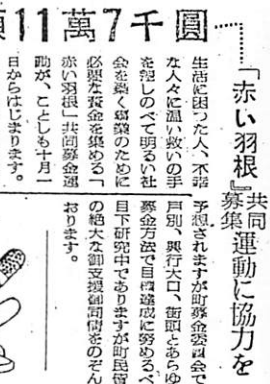 「赤い羽根』共同募集運動に協力を
11萬7千圓
生活に困つた人、不幸
な人々に温い救いの手
を差しのべて明るい社
会を築く事業のために
必要な資金を集める「
赤い羽根」共同募金運
動が、ことしも十月一
日からはじまります。
予想されますが町募金委員会で
戸別、興行大口、街頭とあらゆ
募金方法で目標達成に努めるべ
目下研究中でありますが町民皆
の絶大な御支援御同情をのぞん
おります。